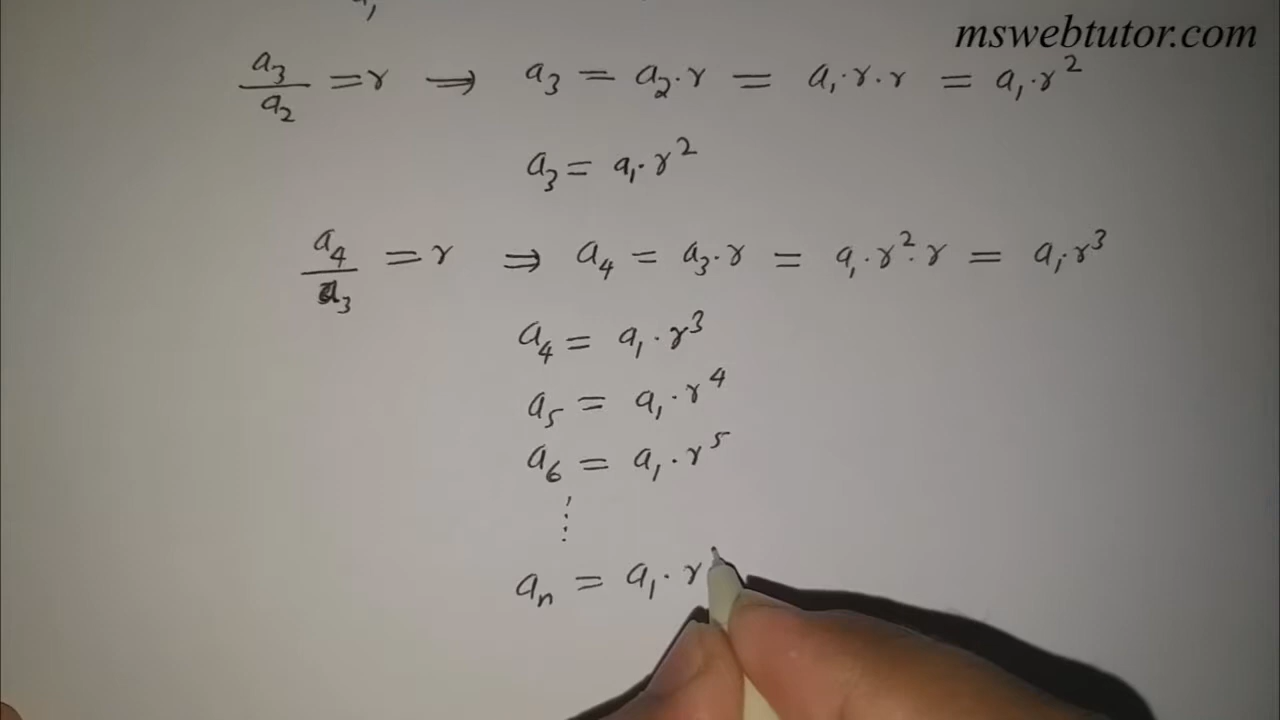 mswebtutor.com
a₃/a₂ = r ⟹ a₃ = a₂·r = a₁·r·r = a₁·r²
a₃ = a₁·r²
a₄/a₃ = r ⟹ a₄ = a₃·r = a₁·r²·r = a₁·r³
a₄ = a₁·r³
a₅ = a₁·r⁴
a₆ = a₁·r⁵
⋮
aₙ = a₁·r